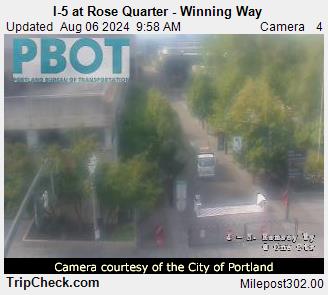 I-5 at Rose Quarter - Winning Way
Updated Aug 06 2024 9:58 AM Camera 4
PBOT
PORTLAND BUREAU OF TRANSPORTATION
Camera courtesy of the City of Portland
TripCheck.com Milepost302.00